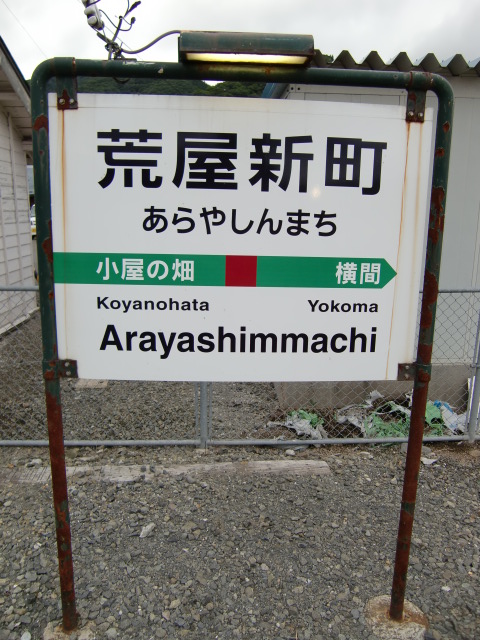 荒屋新町
あらやしんまち
小屋の畑 横間
Koyanohata Yokoma
Arayashimmachi